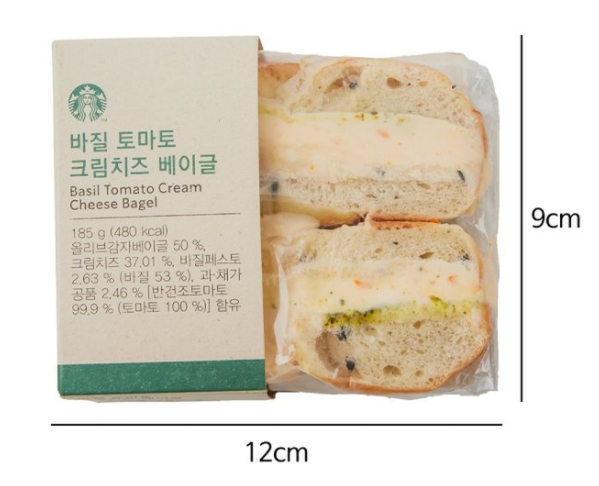 바질 토마토
크림치즈 베이글
Basil Tomato Cream
Cheese Bagel
185 g (480 kcal)
올리브감자베이글 50 %,
크림치즈 37.01 %, 바질페스토
2.63 % (바질 53 %), 과·채가
공품 2.46 % [반건조토마토
99.9 % (토마토 100 %)] 함유
9cm
12cm